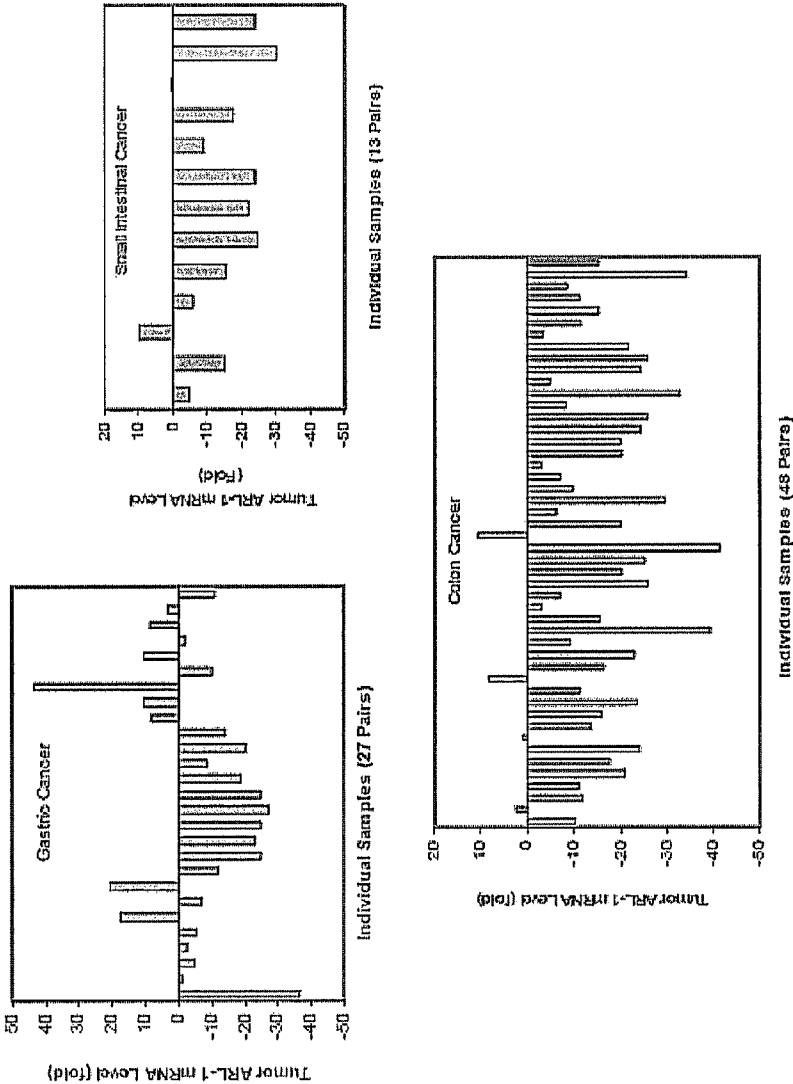 Gastric Cancer
50
40
30
20
10
0
-10
-20
-30
-40
-50
Tumor ARL-1 mRNA Level (fold)
Individual Samples (27 Pairs)
Small Intestinal Cancer
20
10
0
-10
-20
-30
-40
-50
Tumor ARL-1 mRNA Level
(Fold)
Individual Samples (13 Pairs)
Colon Cancer
20
10
0
-10
-20
-30
-40
-50
Tumor ARL-1 mRNA Level (fold)
Individual Samples (48 Pairs)